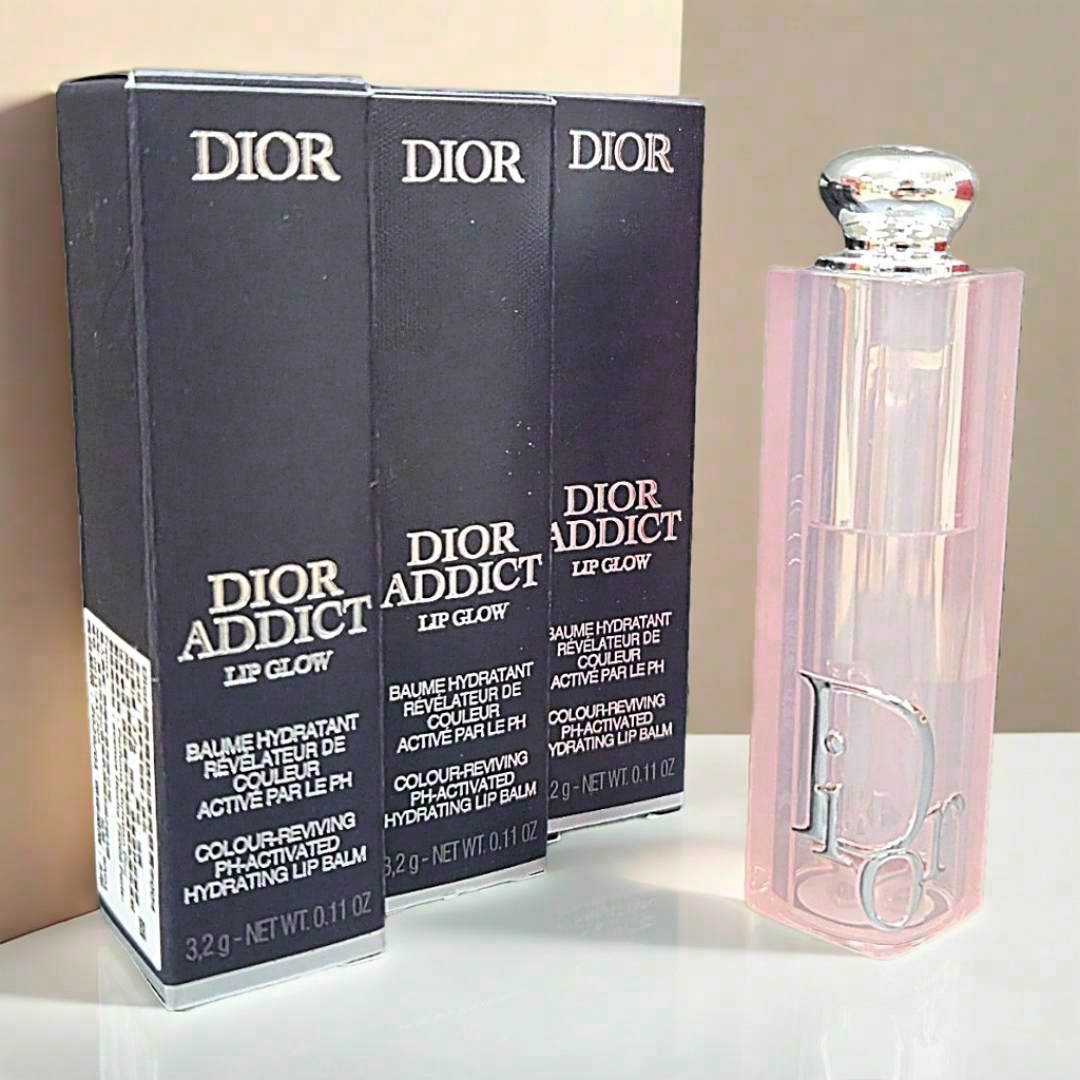 DIOR
DIOR
ADDICT
LIP GLOW
BAUME HYDRATANT
RÉVÉLATEUR DE
COULEUR
ACTIVÉ PAR LE PH
COLOUR-REVIVING
PH-ACTIVATED
HYDRATING LIP BALM
3,2 g - NET WT. 0.11 OZ
DIOR
DIOR
ADDICT
LIP GLOW
BAUME HYDRATANT
RÉVÉLATEUR DE
COULEUR
ACTIVÉ PAR LE PH
COLOUR-REVIVING
PH-ACTIVATED
HYDRATING LIP BALM
3,2 g - NET WT. 0.11 OZ
DIOR
DIOR
ADDICT
LIP GLOW
BAUME HYDRATANT
RÉVÉLATEUR DE
COULEUR
ACTIVÉ PAR LE PH
COLOUR-REVIVING
PH-ACTIVATED
YDRATING LIP BALM
,2 g - NET WT. 0.11 OZ
Dior